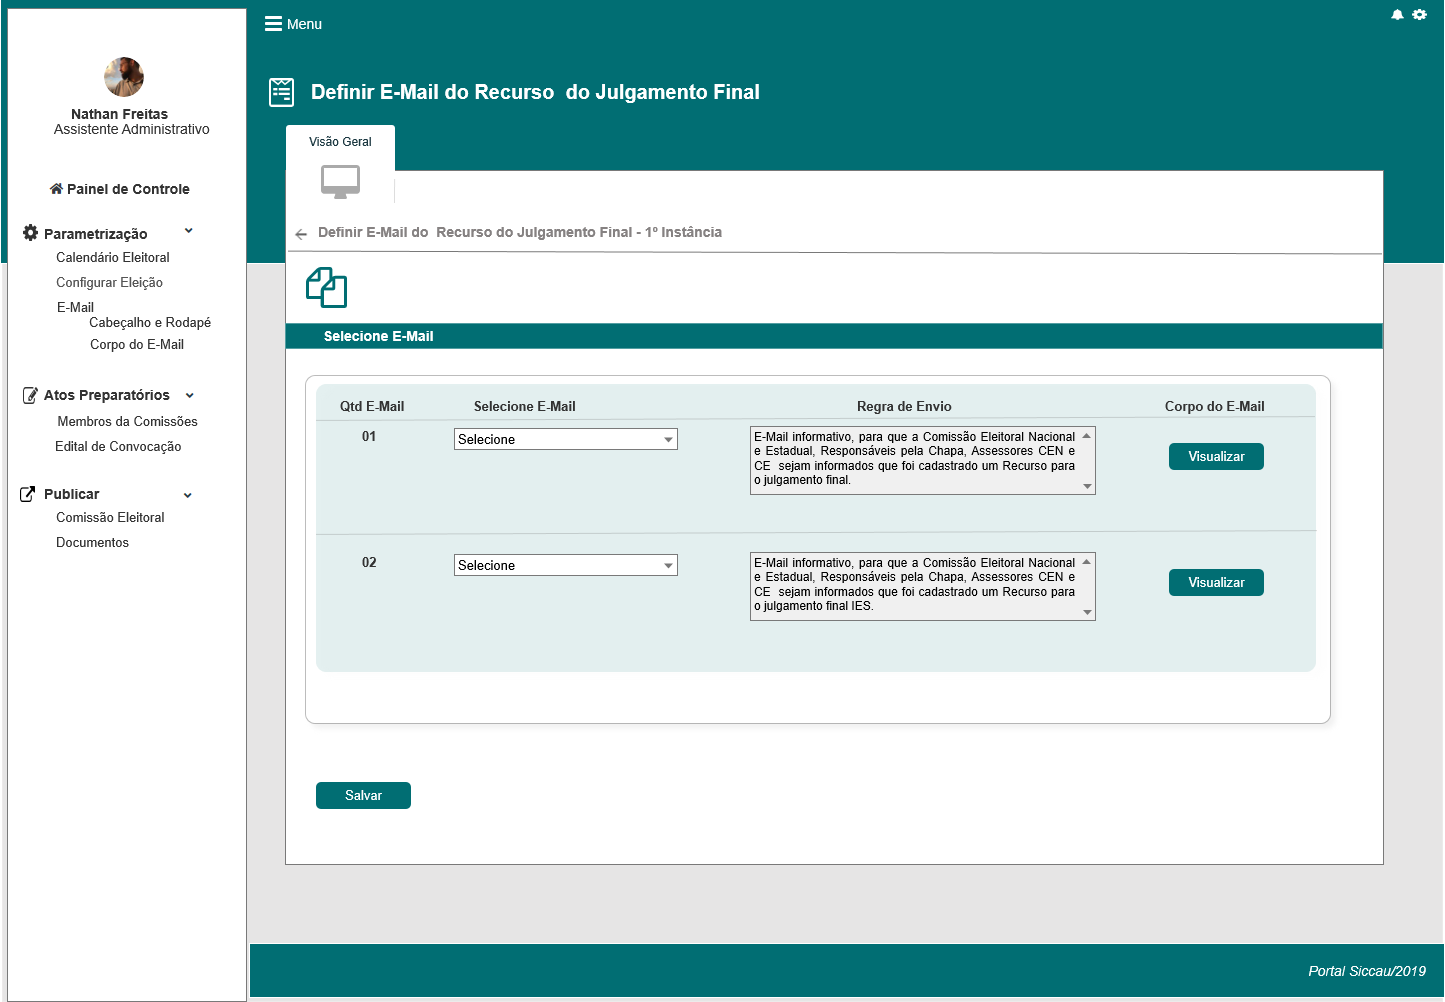 Menu
Definir E-Mail do Recurso  do Julgamento Final
Nathan Freitas
Assistente Administrativo
Painel de Controle
Parametrização
Calendário Eleitoral
Configurar Eleição
E-Mail
Cabeçalho e Rodapé
Corpo do E-Mail
Atos Preparatórios
Membros da Comissões
Edital de Convocação
Publicar
Comissão Eleitoral
Documentos
Visão Geral
Definir E-Mail do  Recurso do Julgamento Final - 1º Instância
Selecione E-Mail
Qtd E-Mail Selecione E-Mail Regra de Envio Corpo do E-Mail
01
Selecione
E-Mail informativo, para que a Comissão Eleitoral Nacional
e Estadual, Responsáveis pela Chapa, Assessores CEN e
CE  sejam informados que foi cadastrado um Recurso para
o julgamento final.
Visualizar
02
Selecione
E-Mail informativo, para que a Comissão Eleitoral Nacional
e Estadual, Responsáveis pela Chapa, Assessores CEN e
CE  sejam informados que foi cadastrado um Recurso para
o julgamento final IES.
Visualizar
Salvar
Portal Siccau/2019